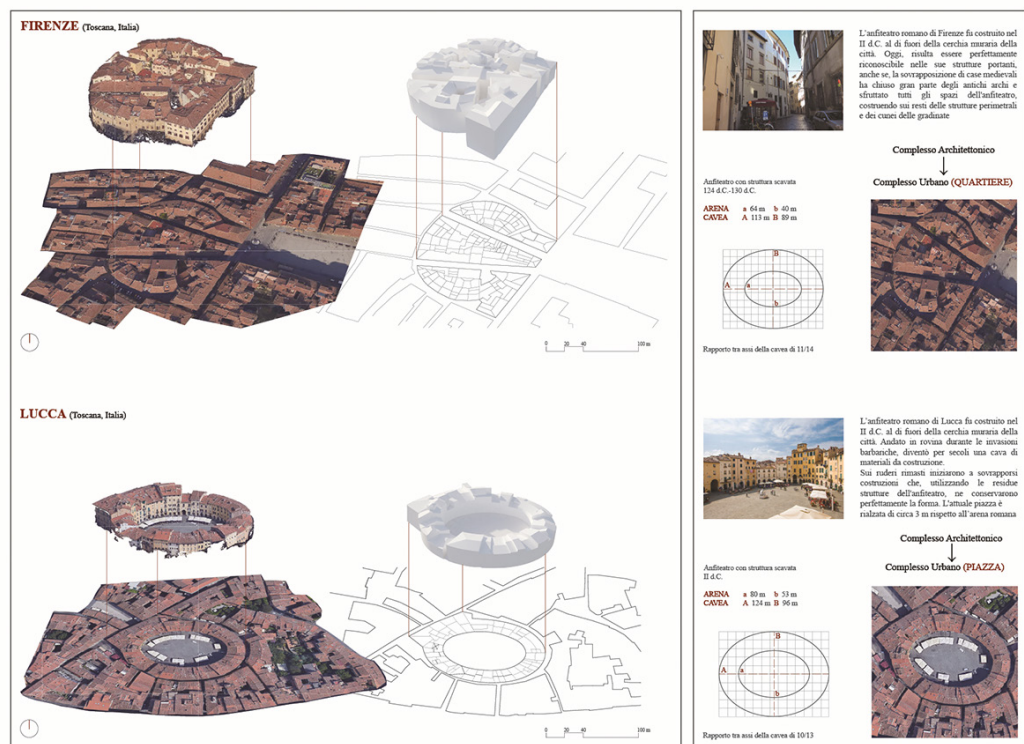 FIRENZE (Toscana, Italia)
0 20 40 100 m
LUCCA (Toscana, Italia)
0 20 40 100 m
L'anfiteatro romano di Firenze fu costruito nel
II d.C. al di fuori della cerchia muraria della
città. Oggi, risulta essere perfettamente
riconoscibile nelle sue strutture portanti,
anche se, la sovrapposizione di case medievali
ha chiuso gran parte degli antichi archi e
sfruttato tutti gli spazi dell'anfiteatro,
costruendo sui resti delle strutture perimetrali
e dei cunei delle gradinate
Complesso Architettonico
Complesso Urbano (QUARTIERE)
Anfiteatro con struttura scavata
124 d.C.-130 d.C.
ARENA a 64 m b 40 m
CAVEA A 113 m B 89 m
B
A a
b
Rapporto tra assi della cavea di 11/14
L'anfiteatro romano di Lucca fu costruito nel
II d.C. al di fuori della cerchia muraria della
città. Andato in rovina durante le invasioni
barbariche, diventò per secoli una cava di
materiali da costruzione.
Sui ruderi rimasti iniziarono a sovrapporsi
costruzioni che, utilizzando le residue
strutture dell'anfiteatro, ne conservarono
perfettamente la forma. L'attuale piazza è
rialzata di circa 3 m rispetto all'arena romana
Complesso Architettonico
Complesso Urbano (PIAZZA)
Anfiteatro con struttura scavata
II d.C.
ARENA a 80 m b 53 m
CAVEA A 124 m B 96 m
B
A a
b
Rapporto tra assi della cavea di 10/13